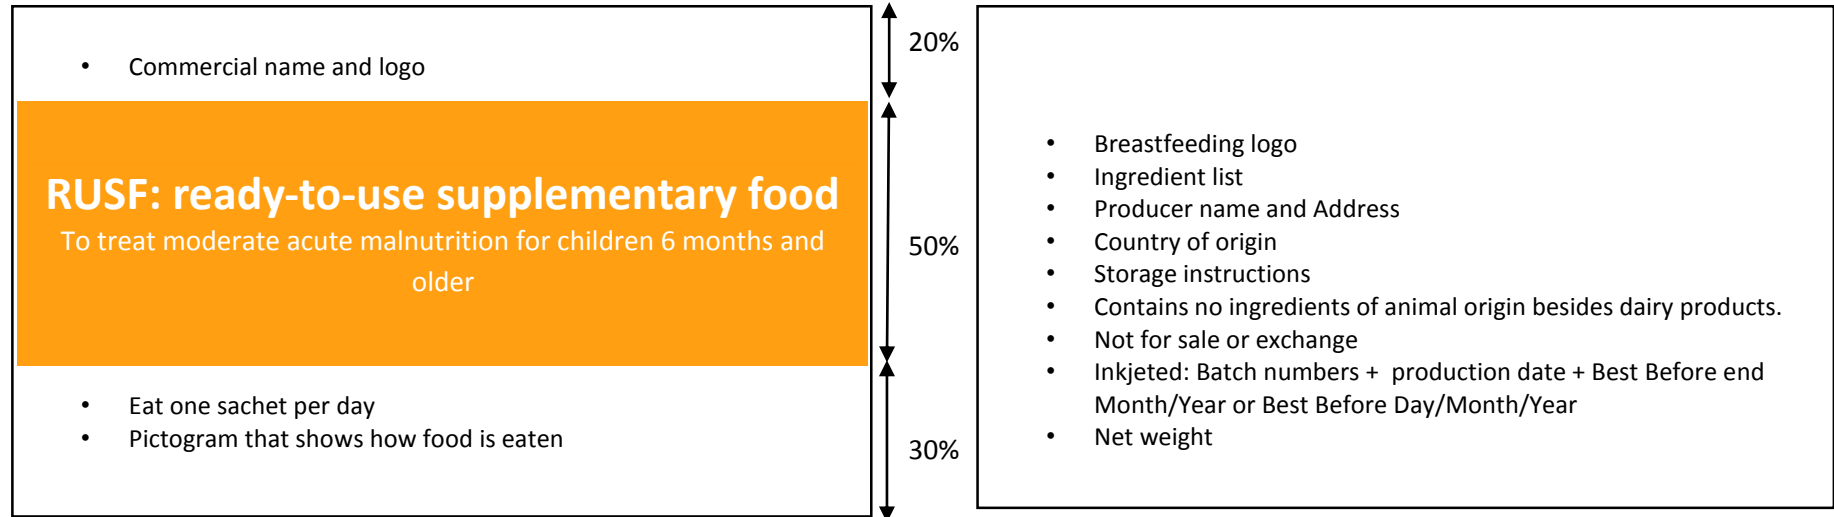 • Commercial name and logo
RUSF: ready-to-use supplementary food
To treat moderate acute malnutrition for children 6 months and
older
• Eat one sachet per day
• Pictogram that shows how food is eaten
20%
50%
30%
• Breastfeeding logo
• Ingredient list
• Producer name and Address
• Country of origin
• Storage instructions
• Contains no ingredients of animal origin besides dairy products.
• Not for sale or exchange
• Inkjeted: Batch numbers + production date + Best Before end
Month/Year or Best Before Day/Month/Year
• Net weight